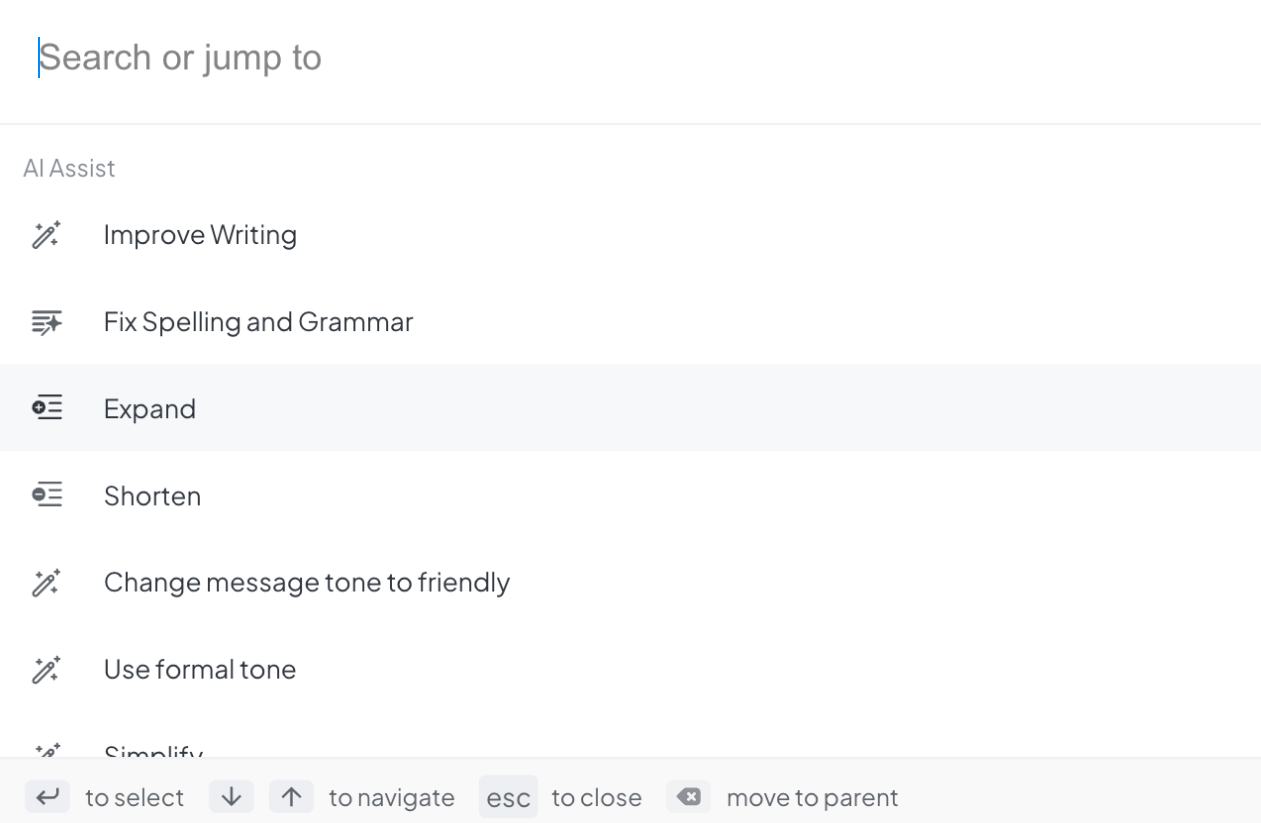 Search or jump to
AI Assist
Improve Writing
Fix Spelling and Grammar
Expand
Shorten
Change message tone to friendly
Use formal tone
Simplify
to select to navigate esc to close move to parent